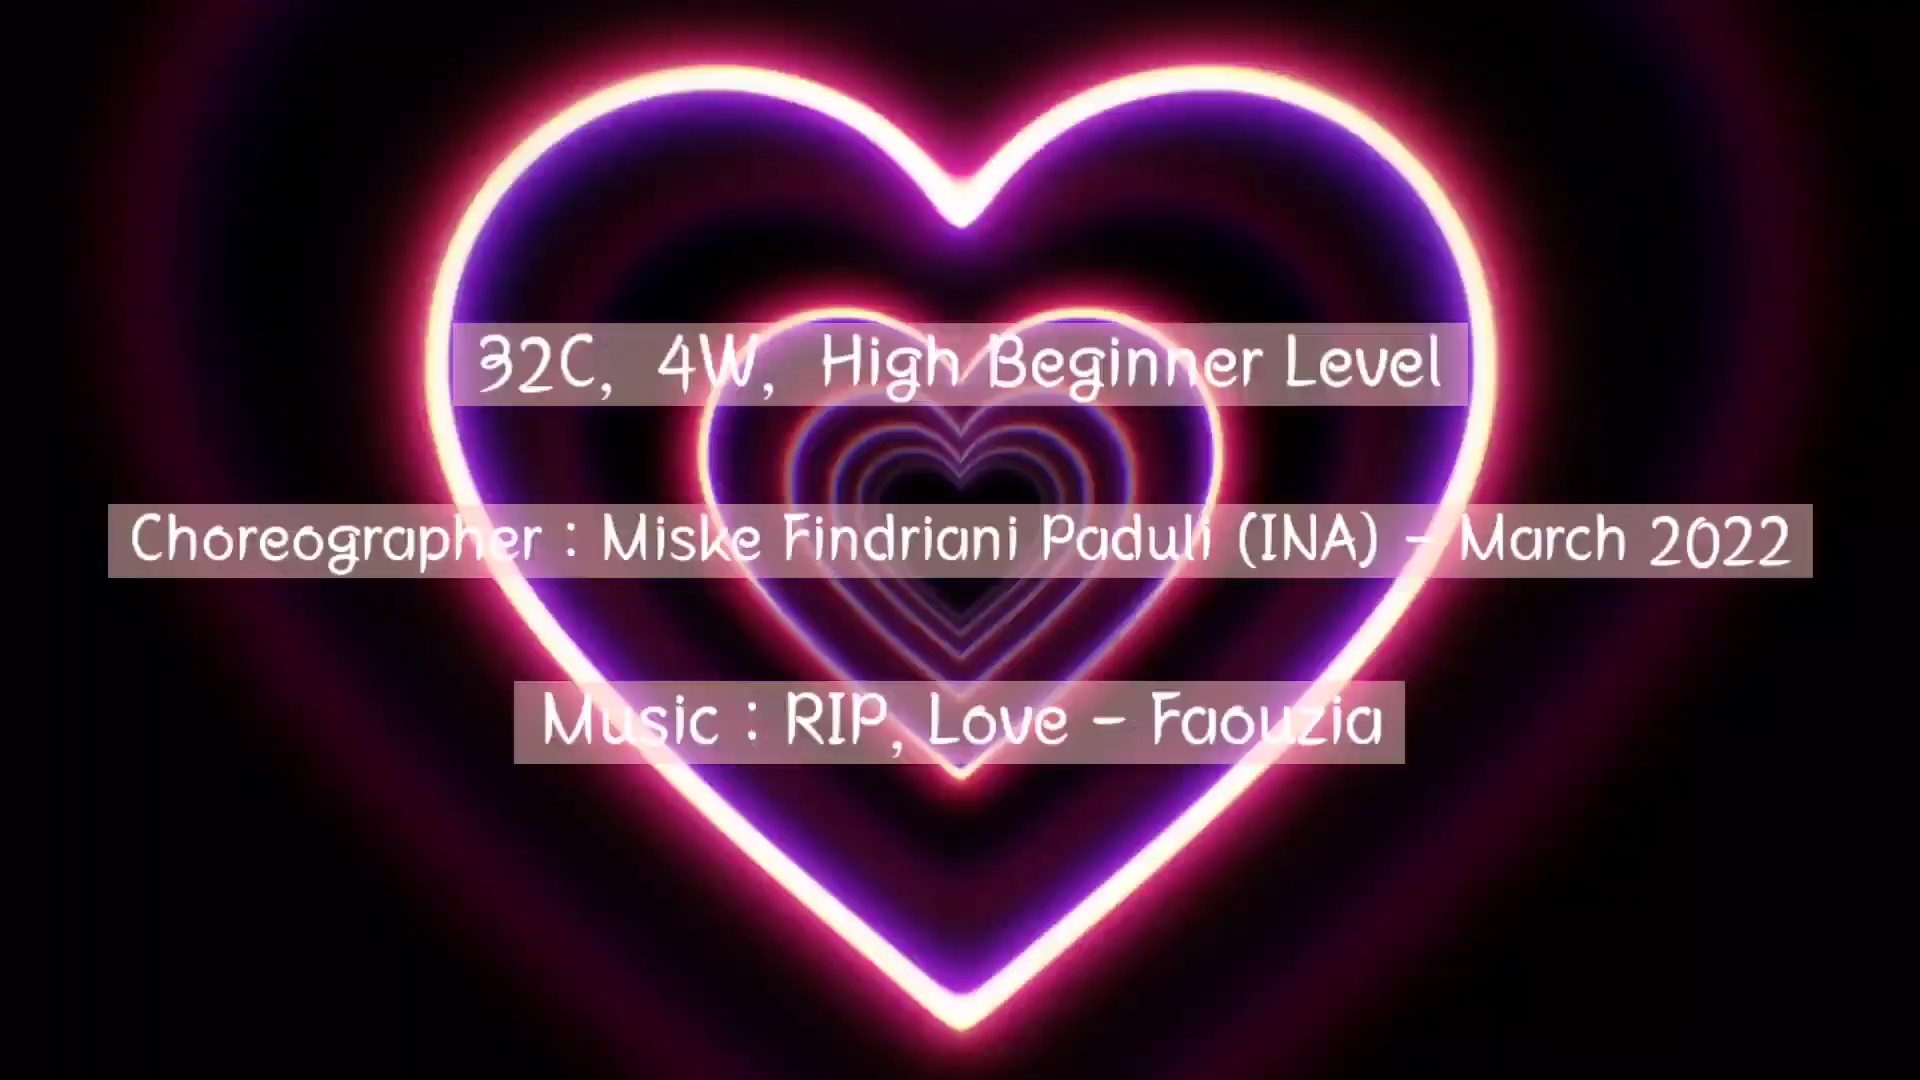 32C, 4W, High Beginner Level
Choreographer : Miske Findriani Paduli (INA) - March 2022
Music : RIP, Love - Faouzia